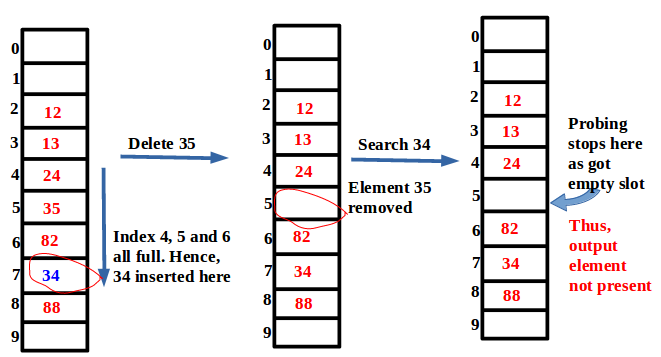 0
1
2 12
3 13
4 24
5 35
6 82
7 34
8 88
9
Index 4, 5 and 6
all full. Hence,
34 inserted here
Delete 35
0
1
2 12
3 13
4 24
5
6 82
7 34
8 88
9
Search 34
Element 35
removed
0
1
2 12
3 13
4 24
5
6 82
7 34
8 88
9
Probing
stops here
as got
empty slot
Thus,
output
element
not present